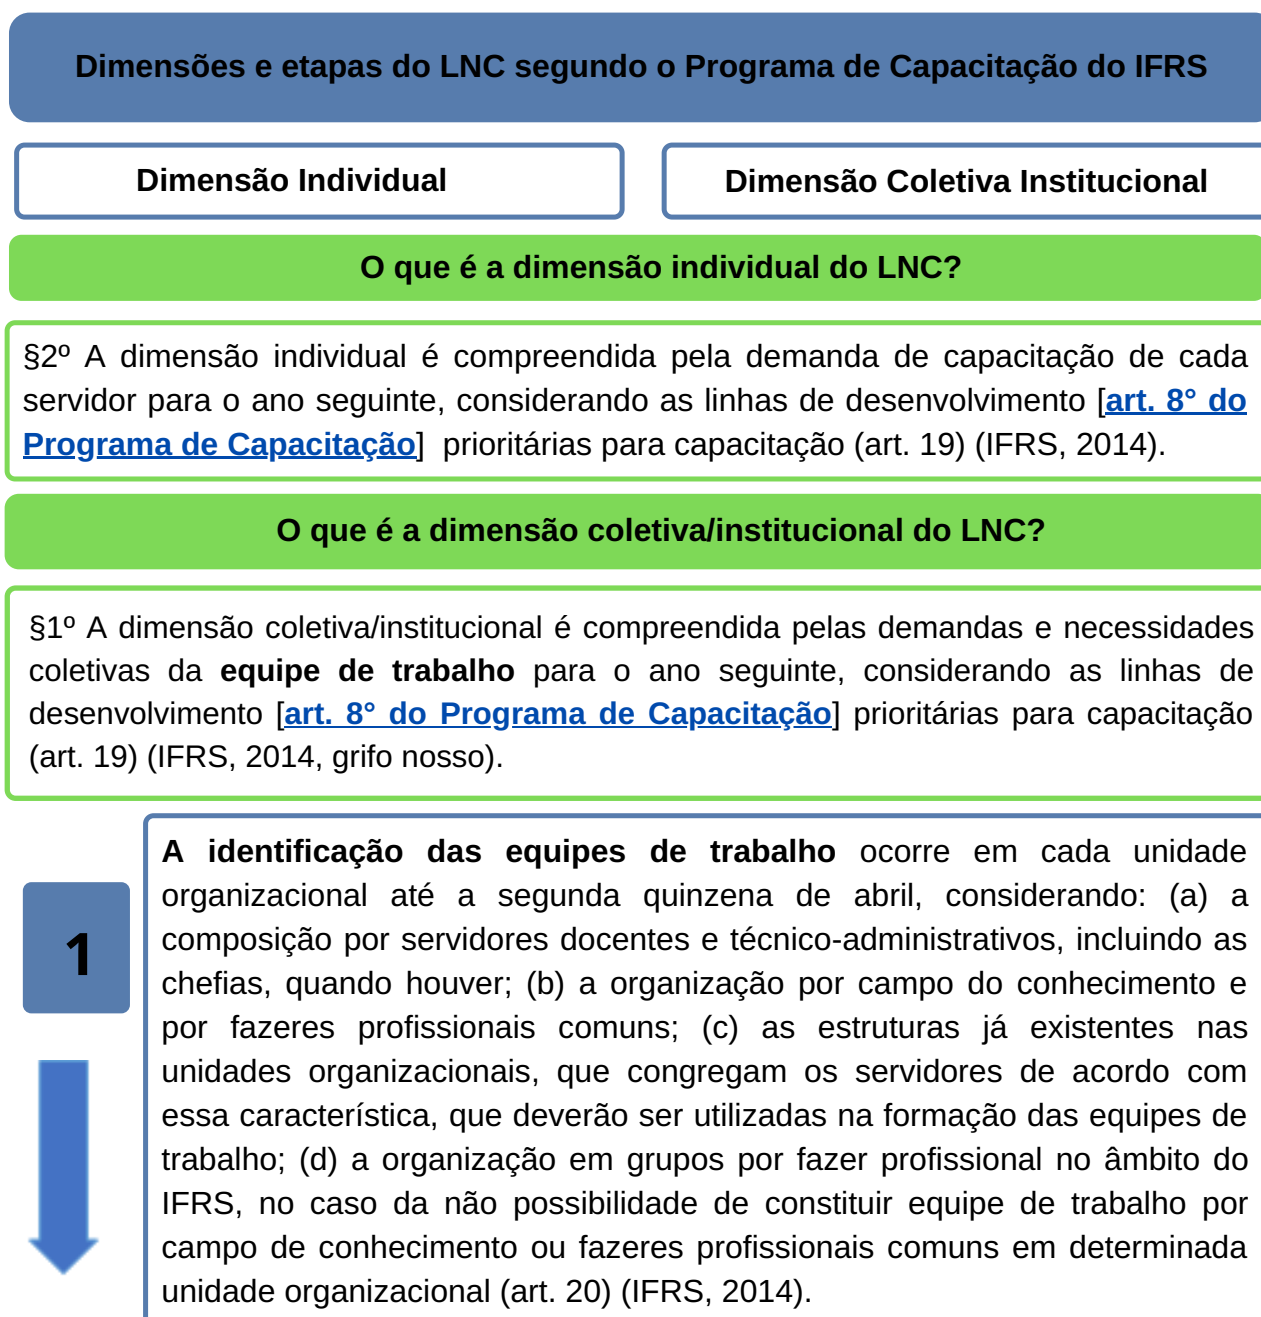 Dimensões e etapas do LNC segundo o Programa de Capacitação do IFRS
Dimensão Individual
Dimensão Coletiva Institucional
O que é a dimensão individual do LNC?
§2º A dimensão individual é compreendida pela demanda de capacitação de cada
servidor para o ano seguinte, considerando as linhas de desenvolvimento [art. 8° do
Programa de Capacitação] prioritárias para capacitação (art. 19) (IFRS, 2014).
O que é a dimensão coletiva/institucional do LNC?
§1º A dimensão coletiva/institucional é compreendida pelas demandas e necessidades
coletivas da equipe de trabalho para o ano seguinte, considerando as linhas de
desenvolvimento [art. 8° do Programa de Capacitação] prioritárias para capacitação
(art. 19) (IFRS, 2014, grifo nosso).
1
A identificação das equipes de trabalho ocorre em cada unidade
organizacional até a segunda quinzena de abril, considerando: (a) a
composição por servidores docentes e técnico-administrativos, incluindo as
chefias, quando houver; (b) a organização por campo do conhecimento e
por fazeres profissionais comuns; (c) as estruturas já existentes nas
unidades organizacionais, que congregam os servidores de acordo com
essa característica, que deverão ser utilizadas na formação das equipes de
trabalho; (d) a organização em grupos por fazer profissional no âmbito do
IFRS, no caso da não possibilidade de constituir equipe de trabalho por
campo de conhecimento ou fazeres profissionais comuns em determinada
unidade organizacional (art. 20) (IFRS, 2014).